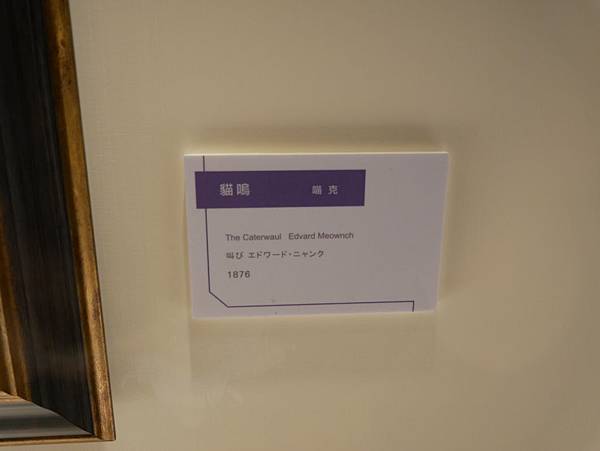 貓鳴 喵克
The Caterwaul Edvard Meownch
叫び エドワード・ニャンク
1876